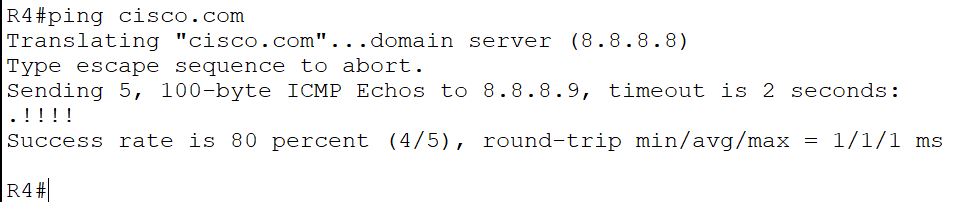 R4#ping cisco.com
Translating "cisco.com"...domain server (8.8.8.8)
Type escape sequence to abort.
Sending 5, 100-byte ICMP Echos to 8.8.8.9, timeout is 2 seconds:
.!!!!
Success rate is 80 percent (4/5), round-trip min/avg/max = 1/1/1 ms
R4#